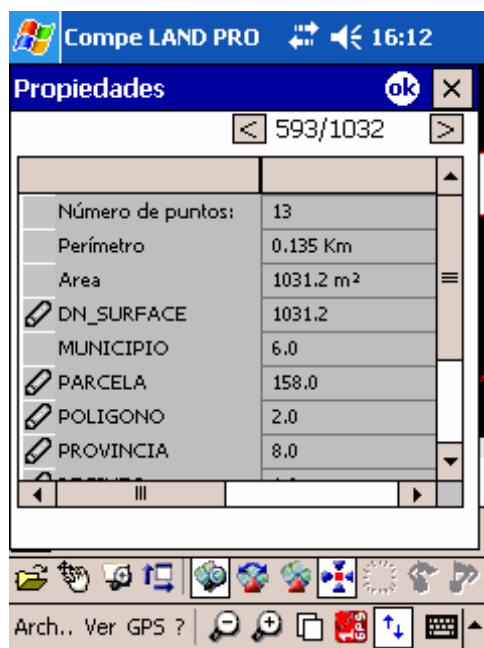 Compe LAND PRO 16:12
Propiedades ok
< 593/1032 >
Número de puntos: 13
Perímetro 0.135 Km
Area 1031.2 m²
DN_SURFACE 1031.2
MUNICIPIO 6.0
PARCELA 158.0
POLIGONO 2.0
PROVINCIA 8.0
Arch.. Ver GPS ? GPS